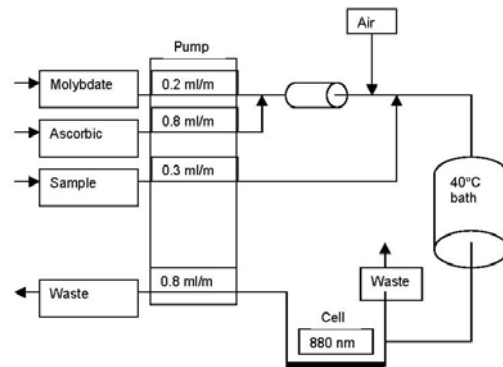 Air
Pump
Molybdate
0.2 ml/m
Ascorbic
0.8 ml/m
Sample
0.3 ml/m
40°C
bath
Waste
0.8 ml/m
Waste
Cell
880 nm